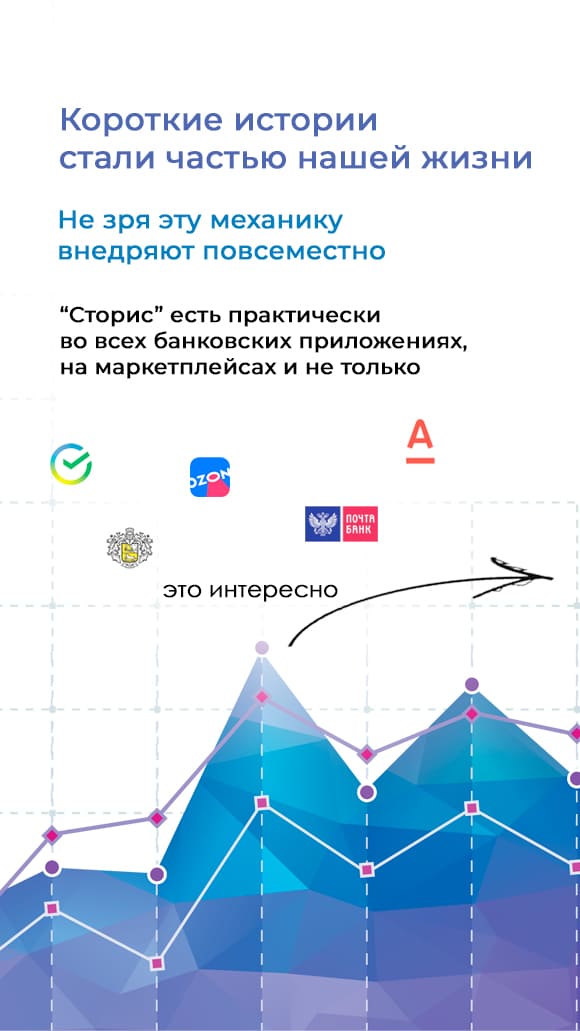 Короткие истории
стали частью нашей жизни
Не зря эту механику
внедряют повсеместно
“Сторис” есть практически
во всех банковских приложениях,
на маркетплейсах и не только
А
OZON
ПОЧТА
БАНК
это интересно